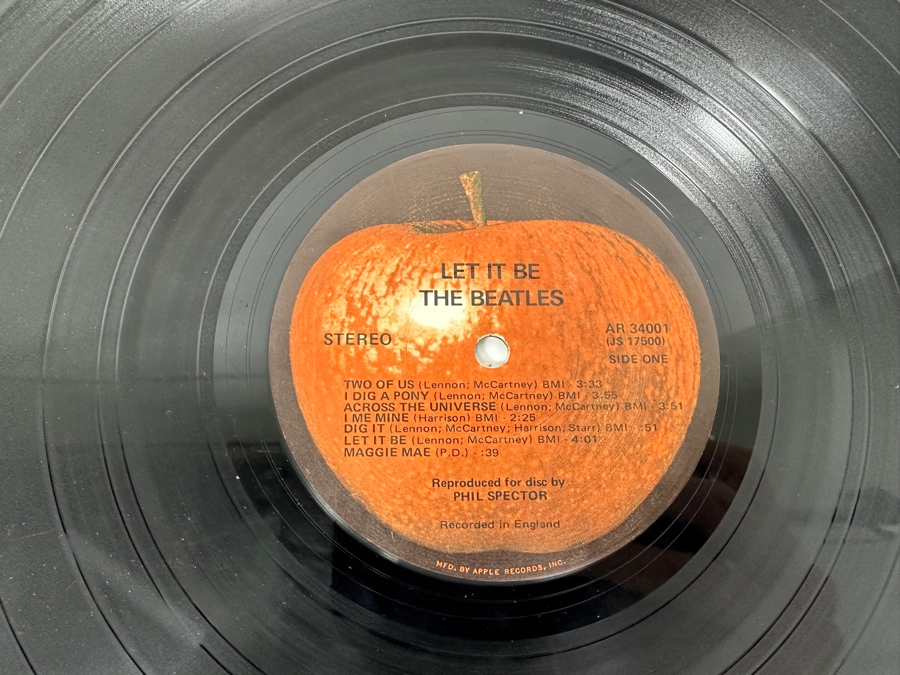 LET IT BE
THE BEATLES
STEREO
AR 34001
(JS 17500)
SIDE ONE
TWO OF US (Lennon; McCartney) BMI - 3:33
I DIG A PONY (Lennon; McCartney) BMI - 3:55
ACROSS THE UNIVERSE (Lennon; McCartney) BMI - 3:51
I ME MINE (Harrison) BMI - 2:25
DIG IT (Lennon; McCartney; Harrison; Starr) BMI - :51
LET IT BE (Lennon; McCartney) BMI - 4:01
MAGGIE MAE (P.D.) - :39
Reproduced for disc by
PHIL SPECTOR
Recorded in England
MFD. BY APPLE RECORDS, INC.